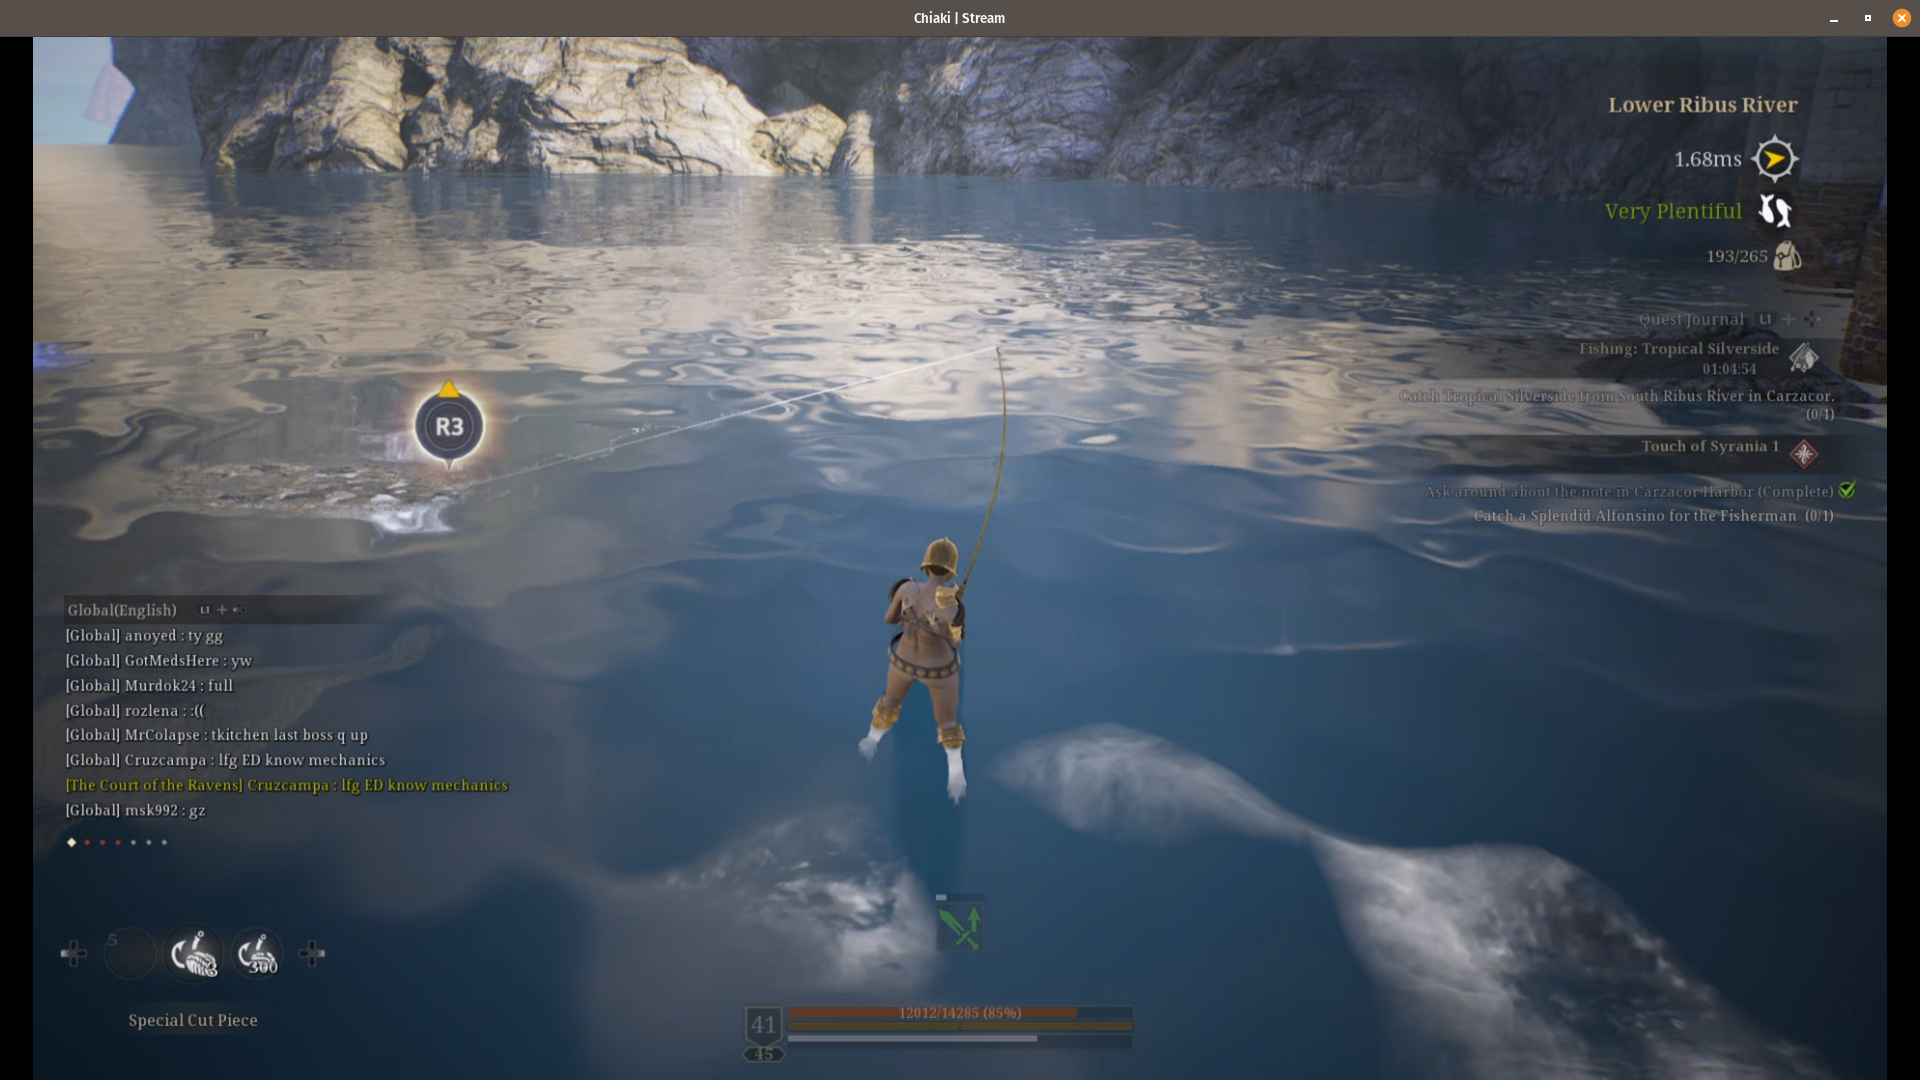 Chiaki | Stream
Lower Ribus River
1.68ms
Very Plentiful
193/265
Quest Journal L1
Fishing: Tropical Silverside
01:04:54
Catch Tropical Silverside from South Ribus River in Carzacor.
(0/1)
Touch of Syrania 1
Ask around about the note in Carzacor Harbor (Complete)
Catch a Splendid Alfonsino for the Fisherman (0/1)
R3
Global(English) L1
[Global] anoyed : ty gg
[Global] GotMedsHere : yw
[Global] Murdok24 : full
[Global] rozlena : :((
[Global] MrColapse : tkitchen last boss q up
[Global] Cruzcampa : lfg ED know mechanics
[The Court of the Ravens] Cruzcampa : lfg ED know mechanics
[Global] msk992 : gz
5
3
300
Special Cut Piece
41
12012/14285 (85%)
45